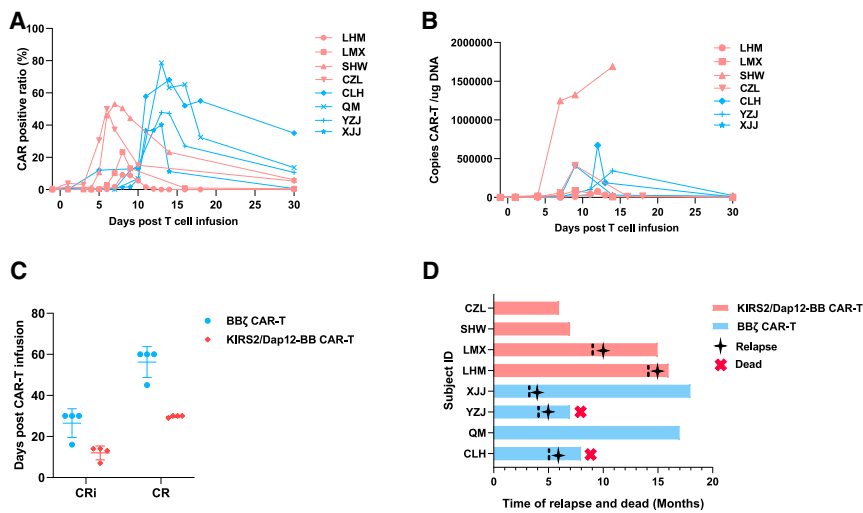 A
CAR positive ratio (%)
100
80
60
40
20
0
0
5
10
15
20
25
30
Days post T cell infusion
LHM
LMX
SHW
CZL
CLH
QM
YZJ
XJJ
B
Copies CAR-T /ug DNA
2000000
1500000
1000000
500000
0
0
5
10
15
20
25
30
Days post T cell infusion
LHM
LMX
SHW
CZL
CLH
YZJ
XJJ
C
Days post CAR-T infusion
80
60
40
20
0
CRi
CR
BBζ CAR-T
KIRS2/Dap12-BB CAR-T
D
Subject ID
CZL
SHW
LMX
LHM
XJJ
YZJ
QM
CLH
0
5
10
15
20
Time of relapse and dead (Months)
KIRS2/Dap12-BB CAR-T
BBζ CAR-T
Relapse
Dead